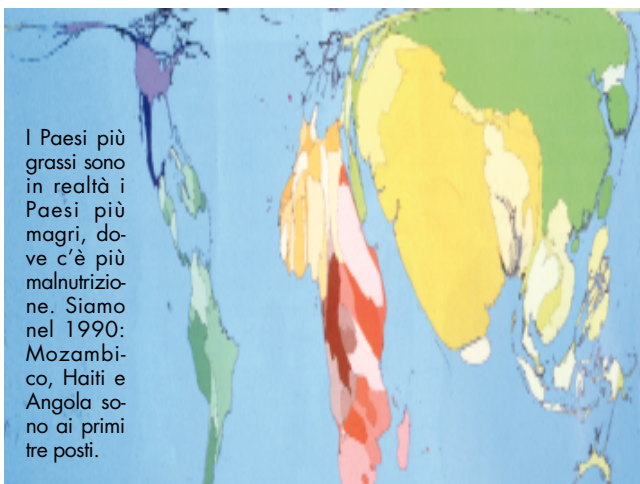 I Paesi più
grassi sono
in realtà i
Paesi più
magri, do-
ve c'è più
malnutrizio-
ne. Siamo
nel 1990:
Mozambi-
co, Haiti e
Angola so-
no ai primi
tre posti.